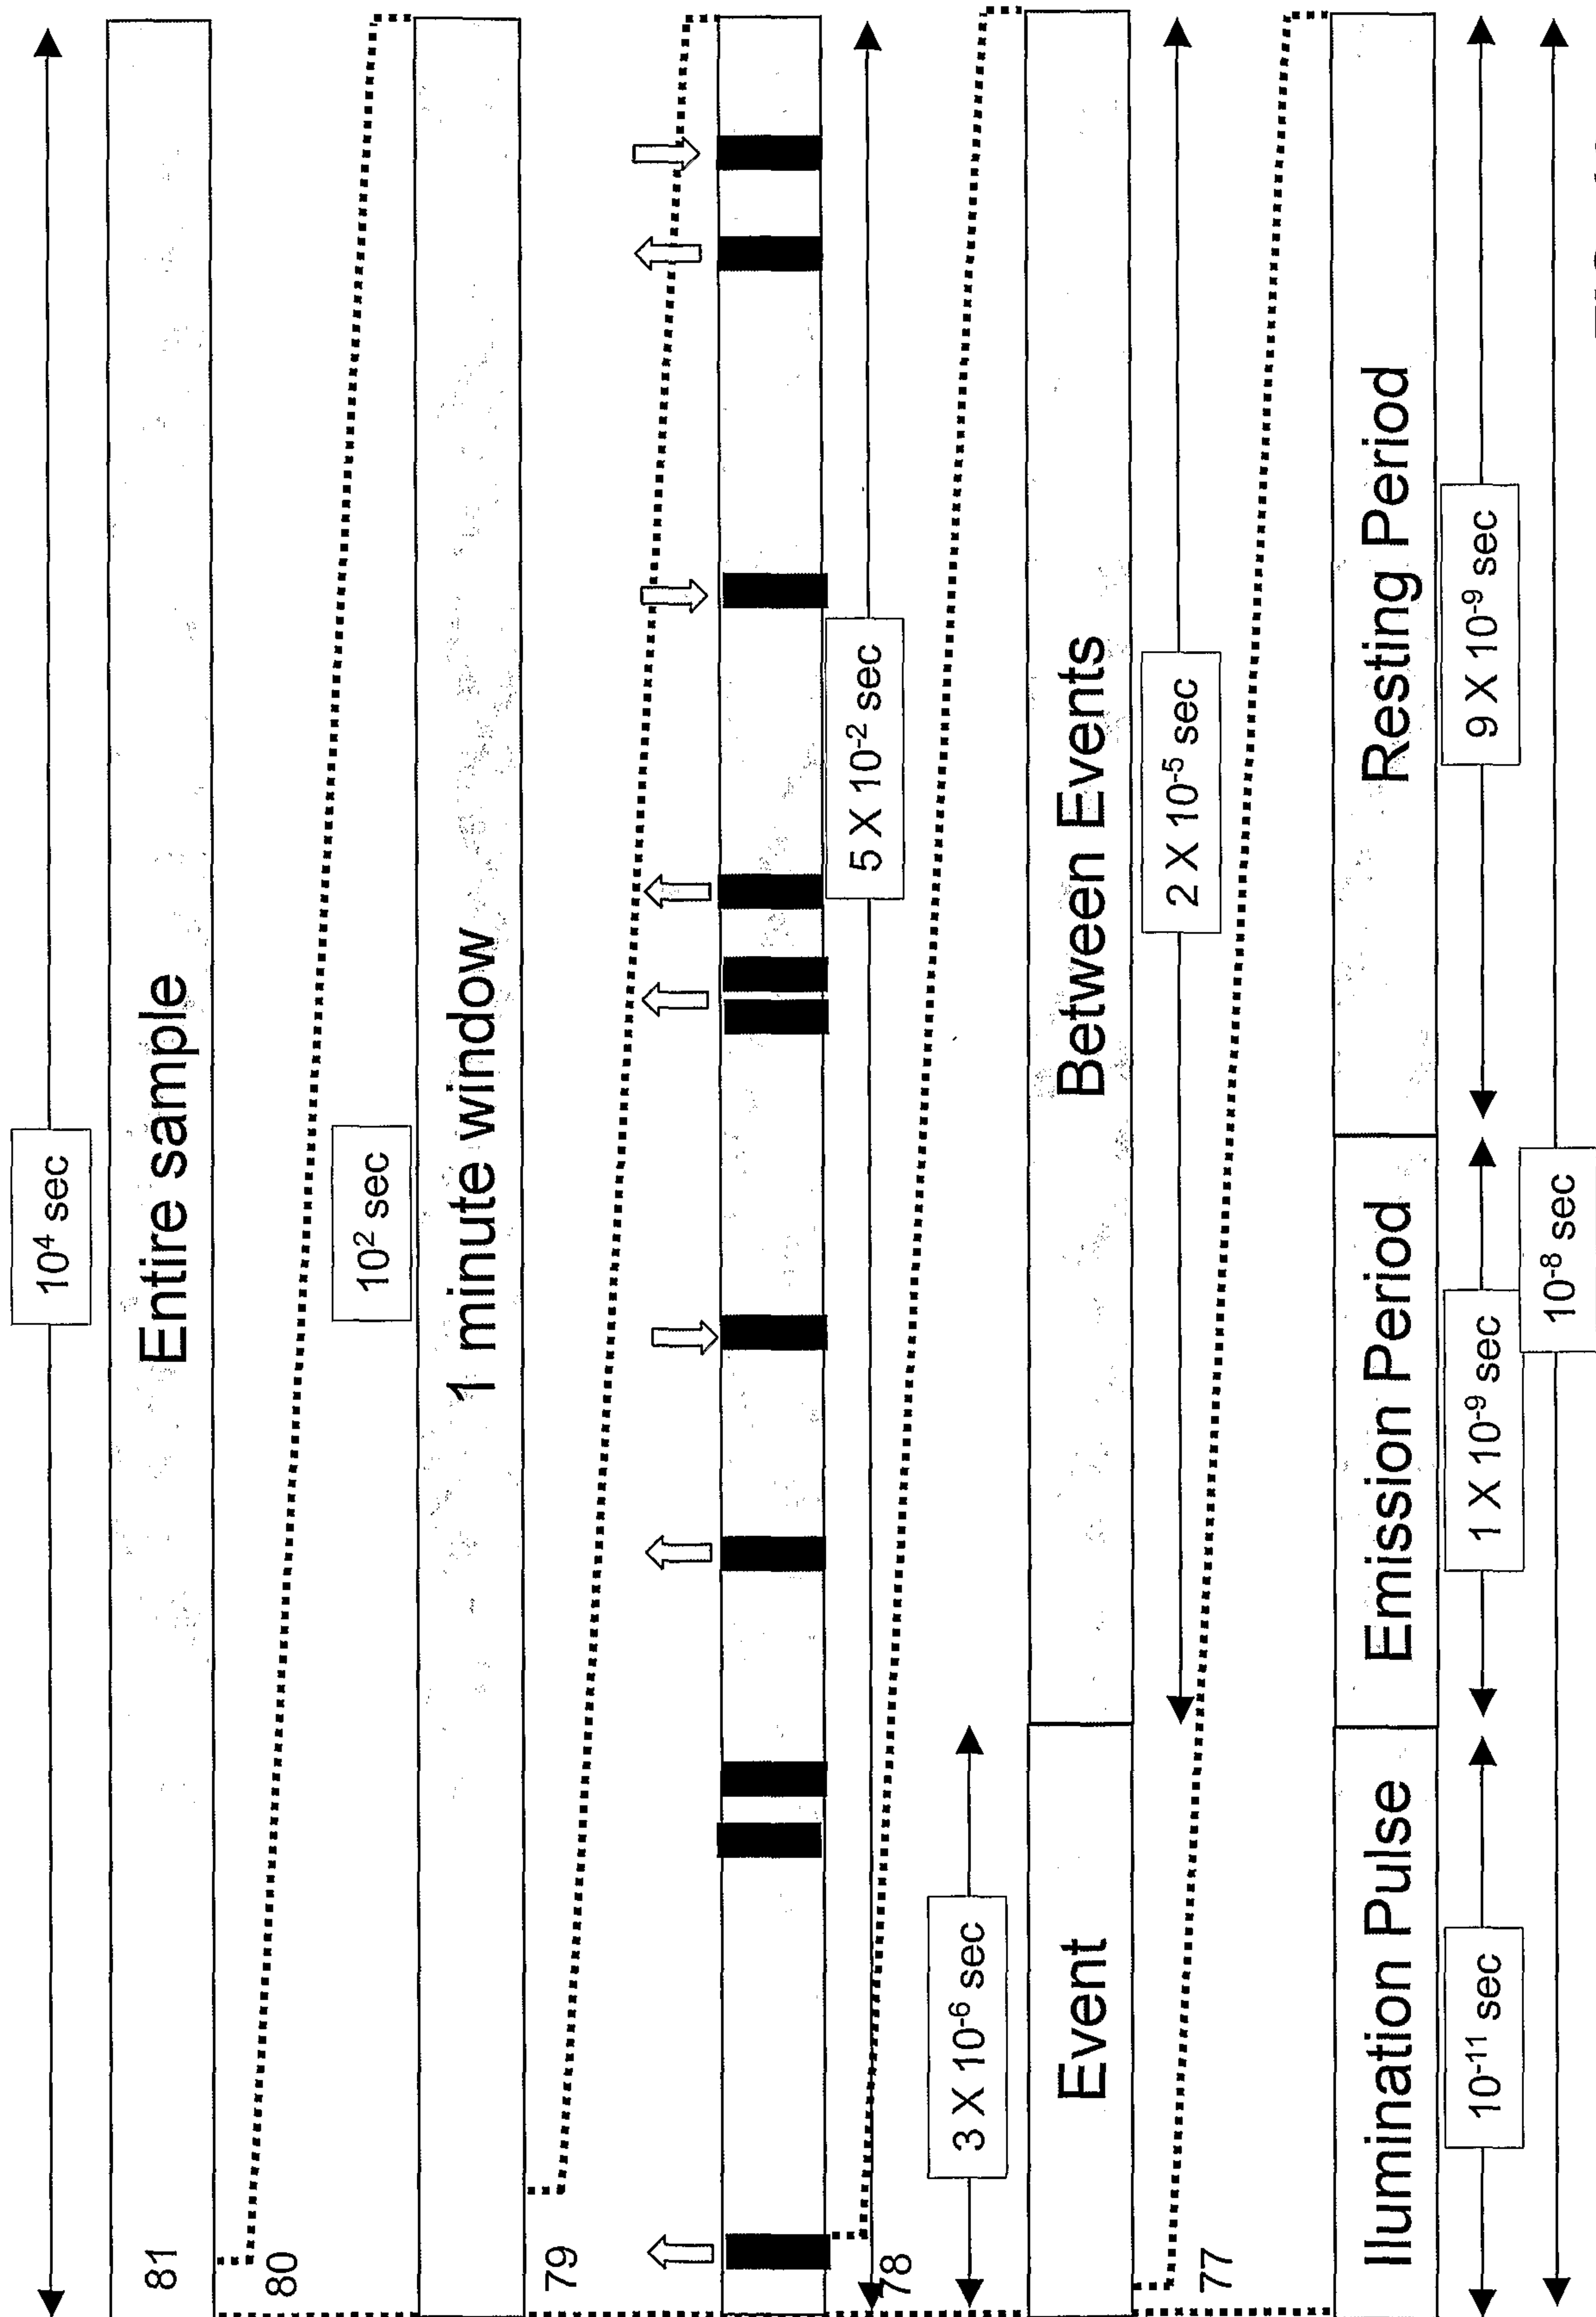 10⁴ sec
81
Entire sample
80
10² sec
1 minute window
79
5 X 10⁻² sec
78
3 X 10⁻⁶ sec
Event
Between Events
2 X 10⁻⁵ sec
77
Illumination Pulse
Emission Period
Resting Period
10⁻¹¹ sec
1 X 10⁻⁹ sec
9 X 10⁻⁹ sec
10⁻⁸ sec